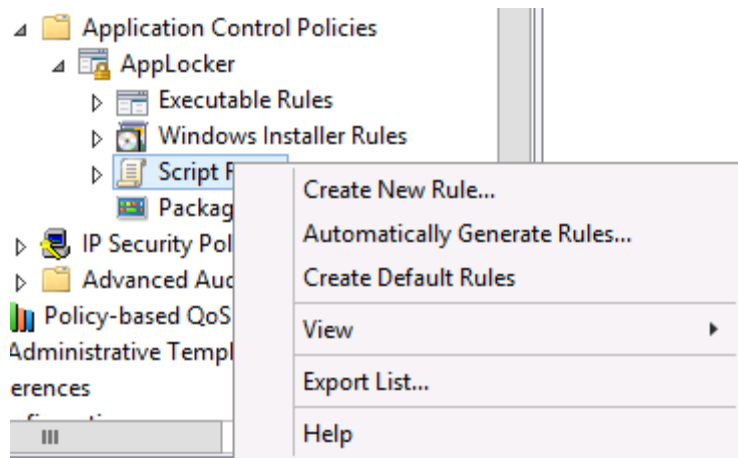 Application Control Policies
AppLocker
Executable Rules
Windows Installer Rules
Script
Packag
IP Security Pol
Advanced Aud
Policy-based QoS
Administrative Templ
erences
Create New Rule...
Automatically Generate Rules...
Create Default Rules
View
Export List...
Help